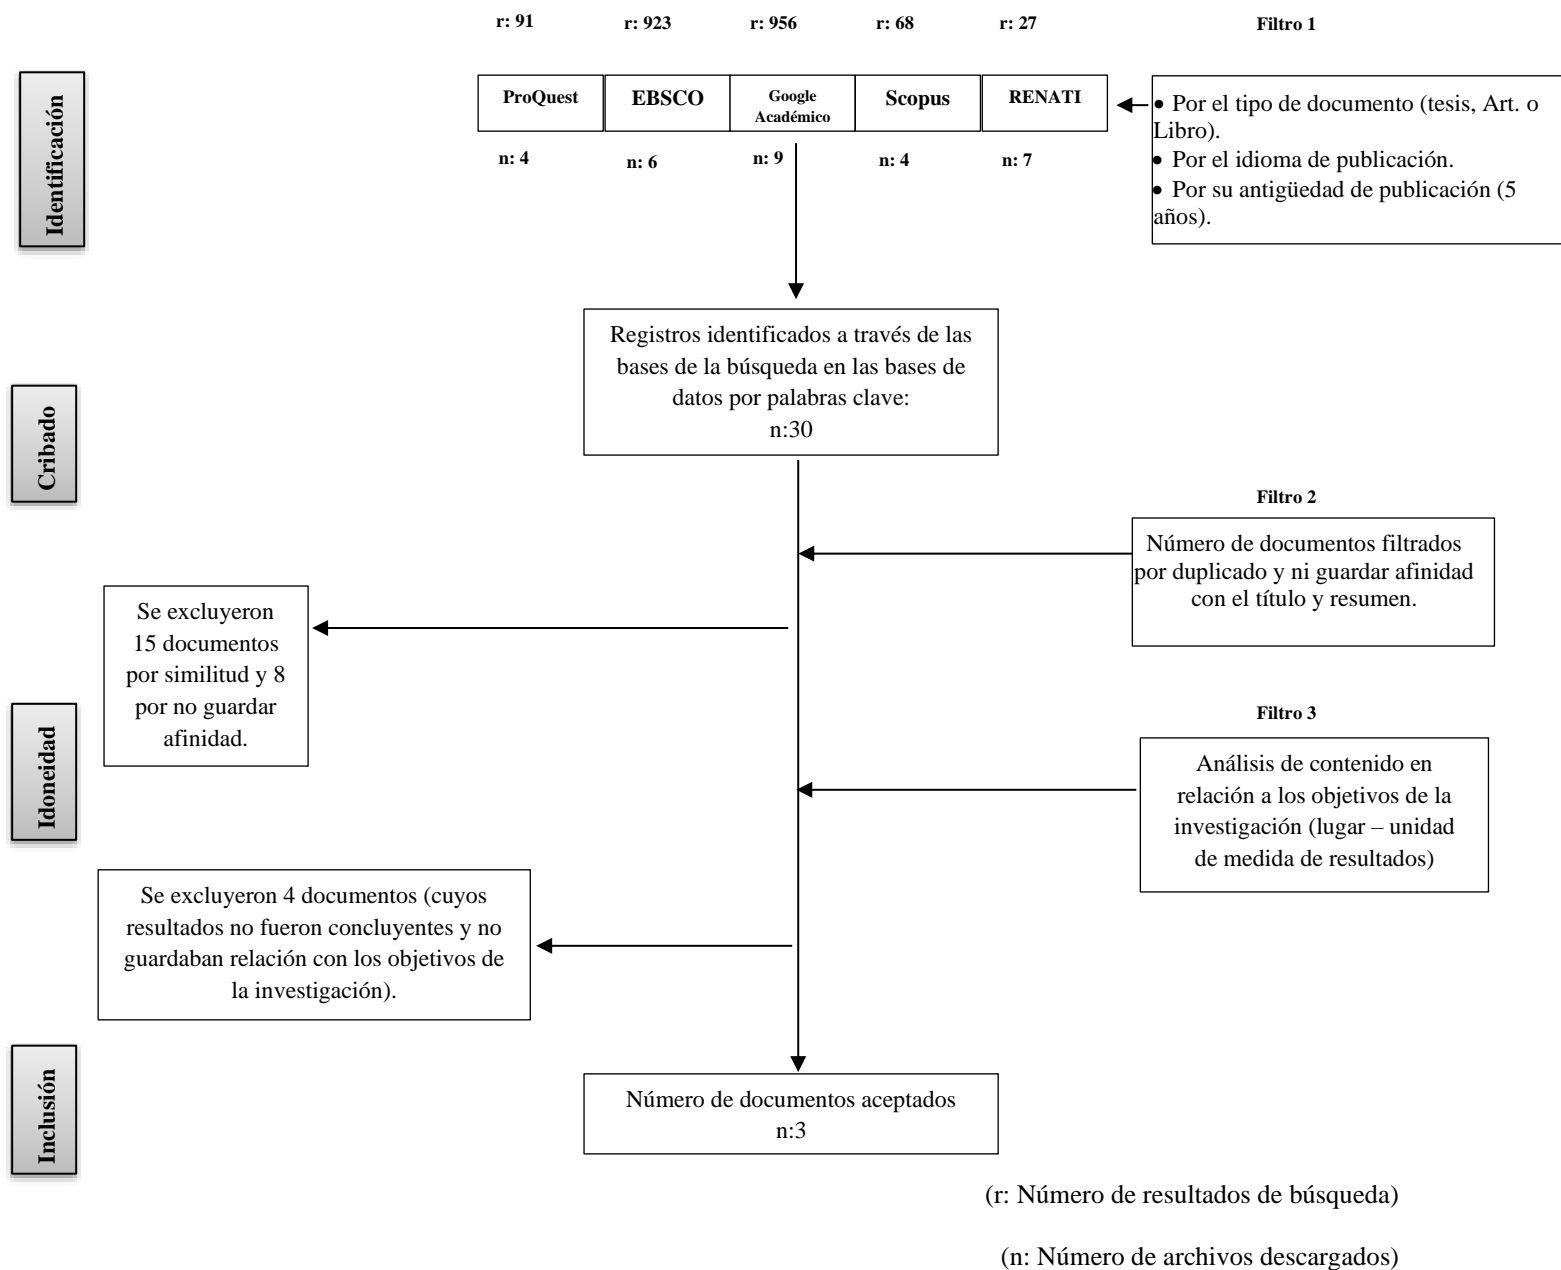 r: 91 r: 923 r: 956 r: 68 r: 27 Filtro 1
ProQuest EBSCO Google Académico Scopus RENATI
n: 4 n: 6 n: 9 n: 4 n: 7
• Por el tipo de documento (tesis, Art. o
Libro).
• Por el idioma de publicación.
• Por su antigüedad de publicación (5
años).
Identificación
Registros identificados a través de las
bases de la búsqueda en las bases de
datos por palabras clave:
n:30
Cribado
Filtro 2
Número de documentos filtrados
por duplicado y ni guardar afinidad
con el título y resumen.
Se excluyeron
15 documentos
por similitud y 8
por no guardar
afinidad.
Idoneidad
Filtro 3
Análisis de contenido en
relación a los objetivos de la
investigación (lugar – unidad
de medida de resultados)
Se excluyeron 4 documentos (cuyos
resultados no fueron concluyentes y no
guardaban relación con los objetivos de
la investigación).
Inclusión
Número de documentos aceptados
n:3
(r: Número de resultados de búsqueda)
(n: Número de archivos descargados)